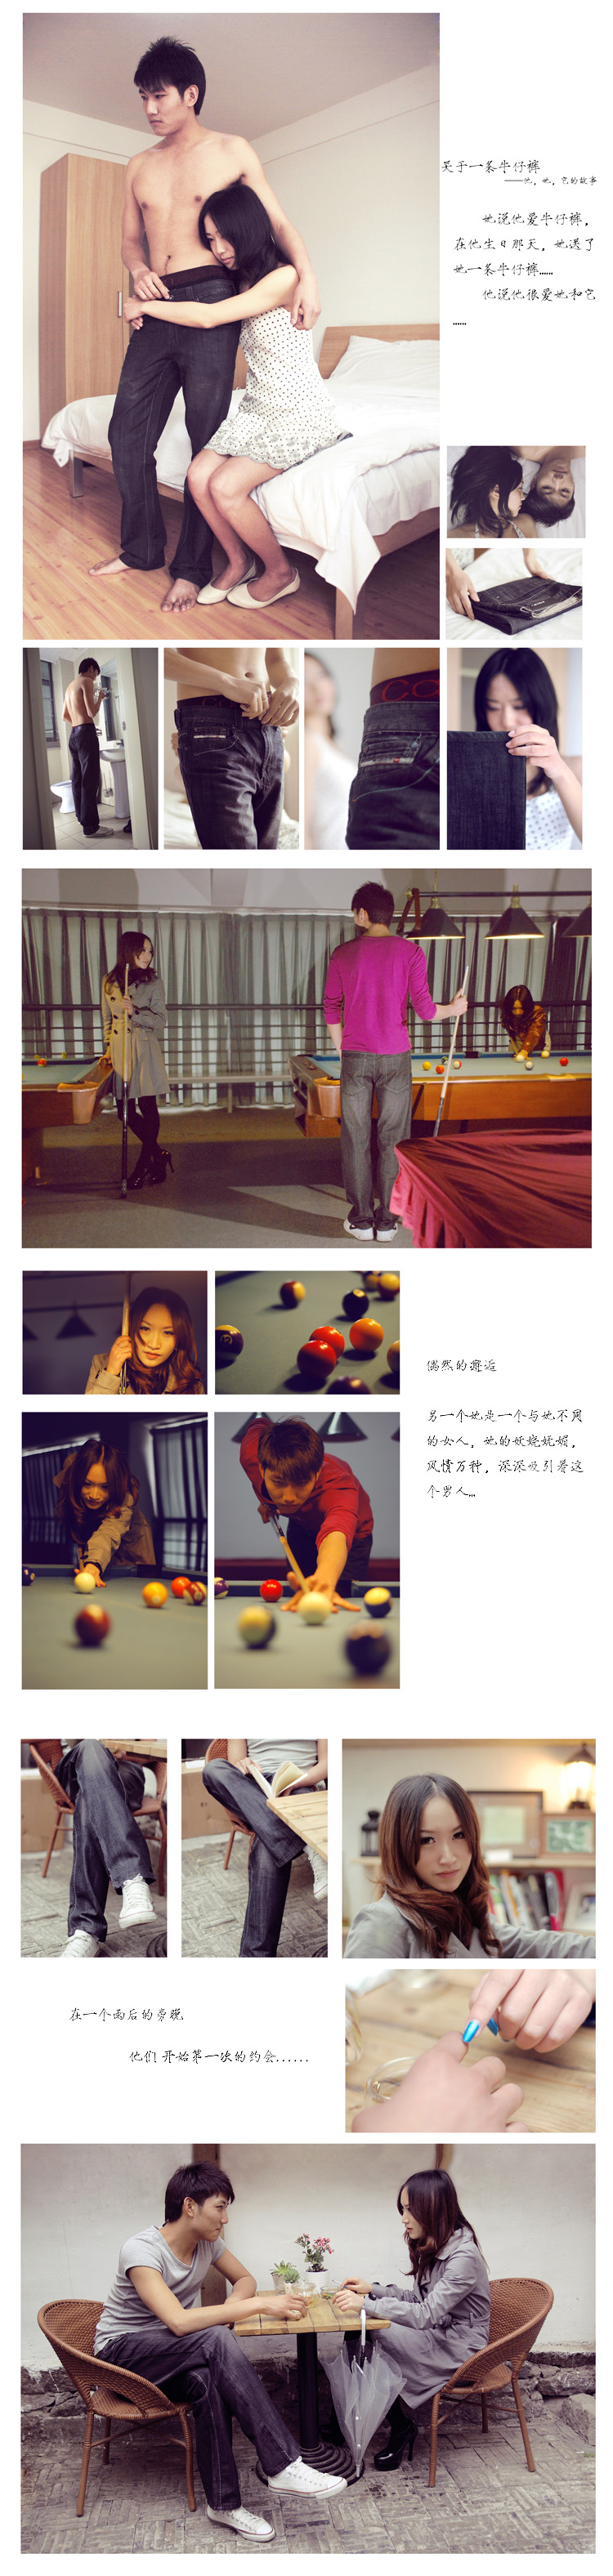 关于一条牛仔裤
——他，她，它的故事
她说他爱牛仔裤，
在他生日那天，她送了
她一条牛仔裤……
他说他很爱她和它
……
CO
偶然的邂逅
另一个她是一个与她不同
的女人，她的妖娆妩媚，
风情万种，深深吸引着这
个男人…
在一个雨后的旁晚
他们 开始第一次的约会......